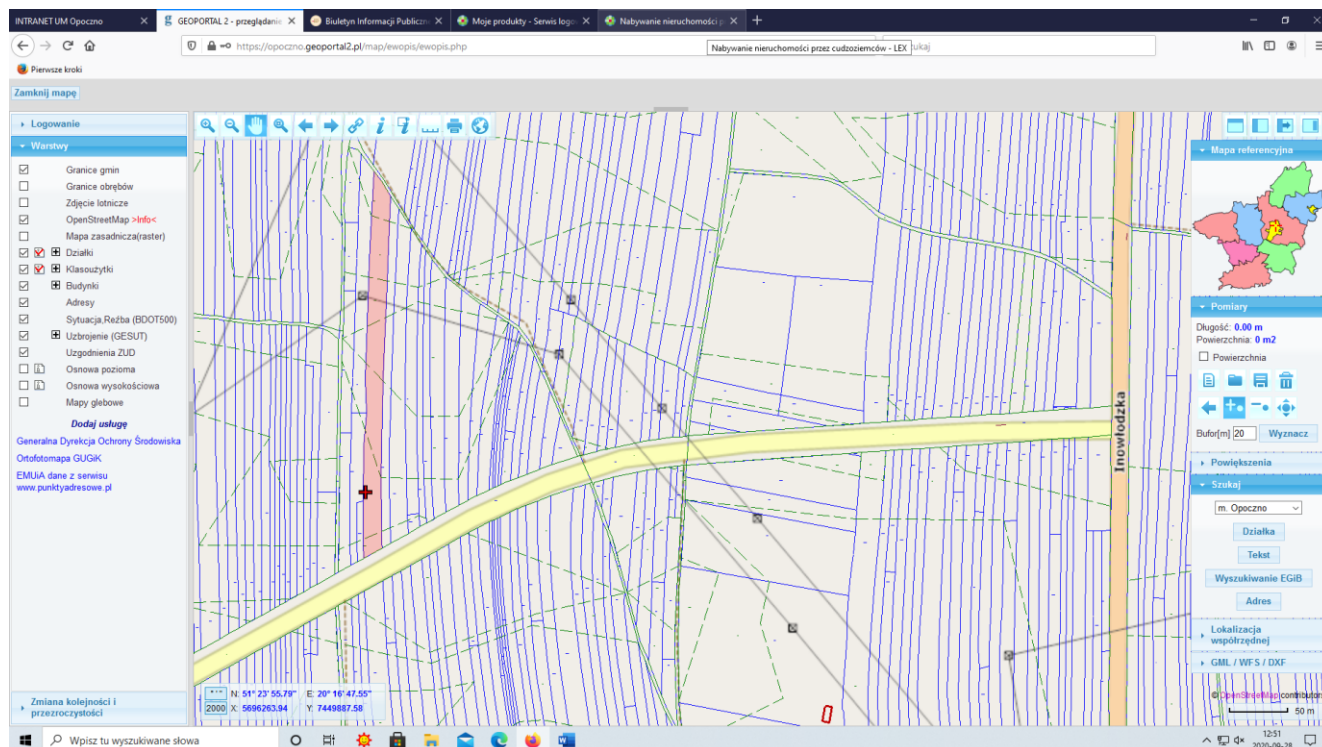 INTRANET UM Opoczno
GEOPORTAL 2 - przeglądanie
Biuletyn Informacji Publiczn
Moje produkty - Serwis logo
Nabywanie nieruchomości p
https://opoczno.geoportal2.pl/map/ewopis/ewopis.php
Nabywanie nieruchomości przez cudzoziemców - LEX
ukaj
Pierwsze kroki
Zamknij mapę
Logowanie
Warstwy
Granice gmin
Granice obrębów
Zdjęcie lotnicze
OpenStreetMap >Info<
Mapa zasadnicza(raster)
Działki
Klasoużytki
Budynki
Adresy
Sytuacja,Reźba (BDOT500)
Uzbrojenie (GESUT)
Uzgodnienia ZUD
Osnowa pozioma
Osnowa wysokościowa
Mapy glebowe
Dodaj usługę
Generalna Dyrekcja Ochrony Środowiska
Ortofotomapa GUGiK
EMUiA dane z serwisu
www.punktyadresowe.pl
Zmiana kolejności i
przezroczystości
Inowłodzka
N: 51° 23' 55.79" E: 20° 16' 47.55"
2000 X: 5696263.94 Y: 7449887.58
Mapa referencyjna
Pomiary
Długość: 0.00 m
Powierzchnia: 0 m2
Powierzchnia
Bufor[m] 20 Wyznacz
Powiększenia
Szukaj
m. Opoczno
Działka
Tekst
Wyszukiwanie EGiB
Adres
Lokalizacja
współrzędnej
GML / WFS / DXF
© OpenStreetMap contributors
50 m
Wpisz tu wyszukiwane słowa
12:51
2020-09-28